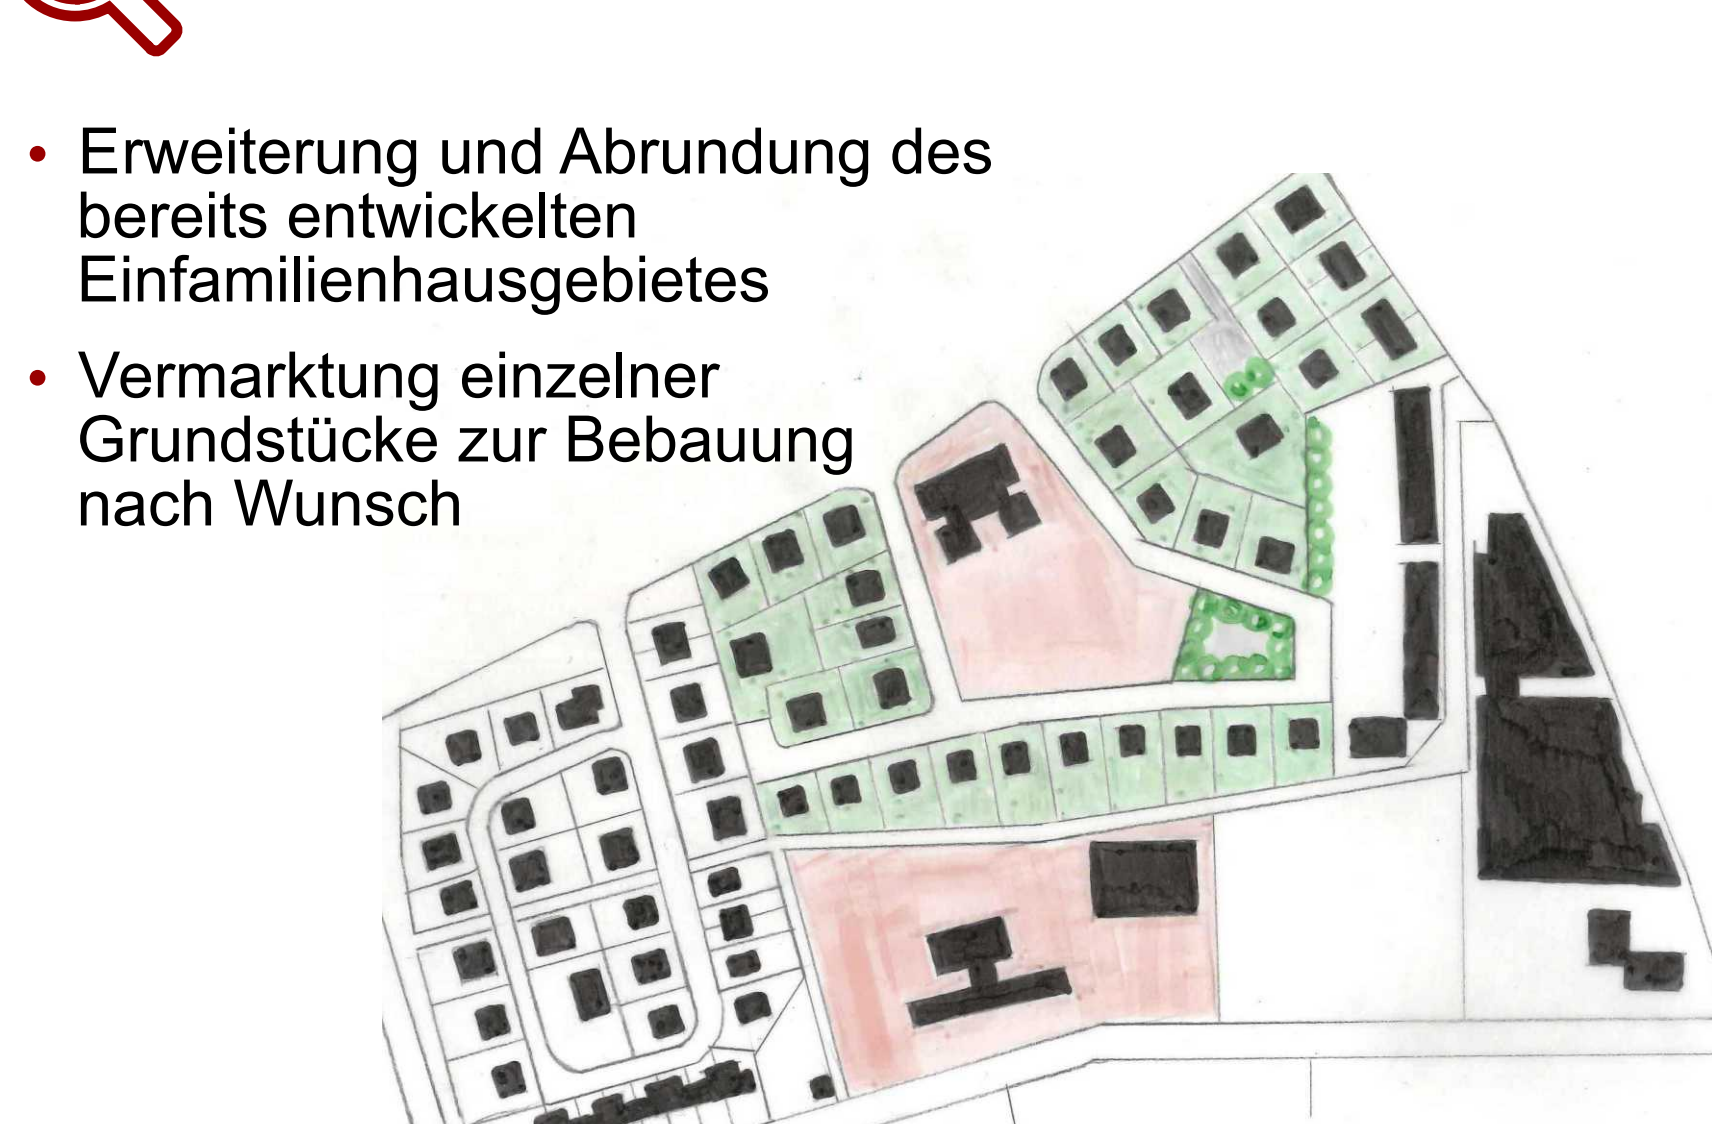 • Erweiterung und Abrundung des
bereits entwickelten
Einfamilienhausgebietes
• Vermarktung einzelner
Grundstücke zur Bebauung
nach Wunsch